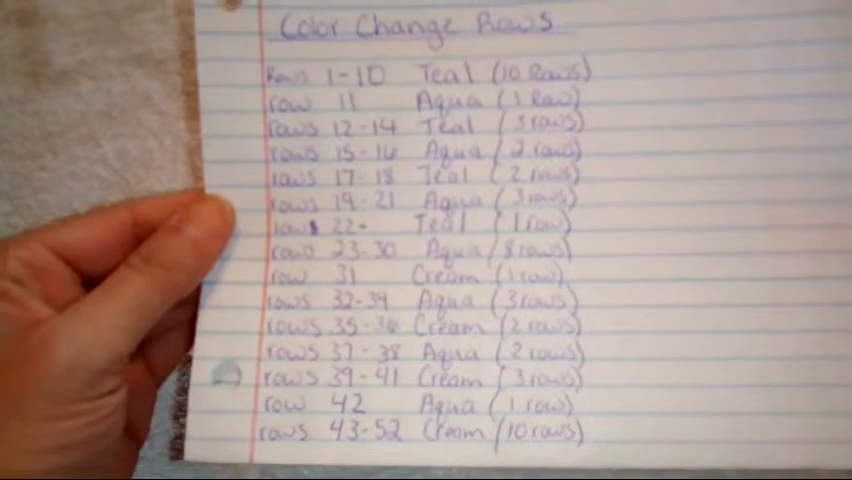 Color Change Rows
Rows 1-10 Teal (10 Rows)
row 11 Aqua (1 Row)
rows 12-14 Teal (3 rows)
rows 15-16 Aqua (2 rows)
rows 17-18 Teal (2 rows)
rows 19-21 Aqua (3 rows)
rows 22- Teal (1 row)
rows 23-30 Aqua (8 rows)
row 31 Cream (1 row)
rows 32-34 Aqua (3 rows)
rows 35-36 Cream (2 rows)
rows 37-38 Aqua (2 rows)
rows 39-41 Cream (3 rows)
row 42 Aqua (1 row)
rows 43-52 Cream (10 rows)